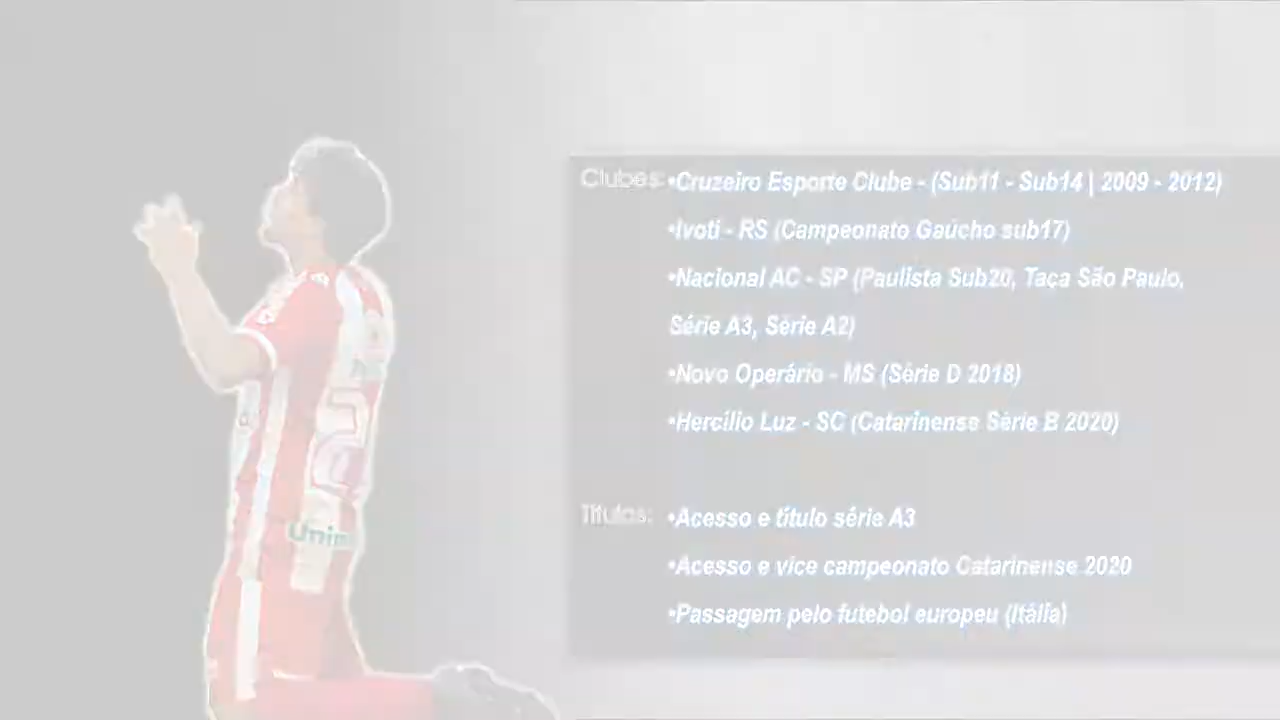 Clubes: •Cruzeiro Esporte Clube - (Sub11 - Sub14 | 2009 - 2012)
•Ivoti - RS (Campeonato Gaúcho sub17)
•Nacional AC - SP (Paulista Sub20, Taça São Paulo,
Série A3, Série A2)
•Novo Operário - MS (Série D 2018)
•Hercílio Luz - SC (Catarinense Série B 2020)
Títulos: •Acesso e título série A3
•Acesso e vice campeonato Catarinense 2020
•Passagem pelo futebol europeu (Itália)
2
Unim